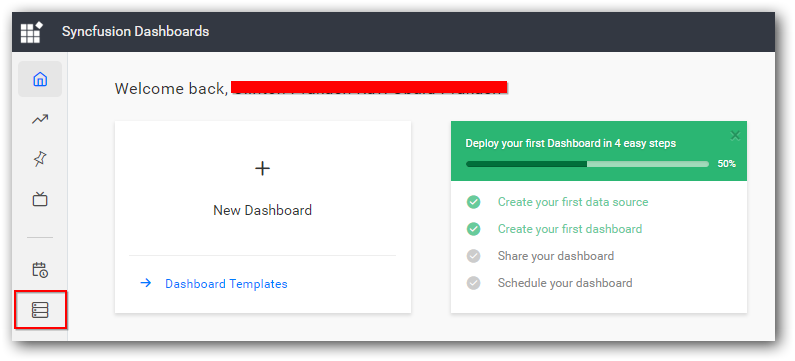 Syncfusion Dashboards
Welcome back,
New Dashboard
Dashboard Templates
Deploy your first Dashboard in 4 easy steps
50%
Create your first data source
Create your first dashboard
Share your dashboard
Schedule your dashboard